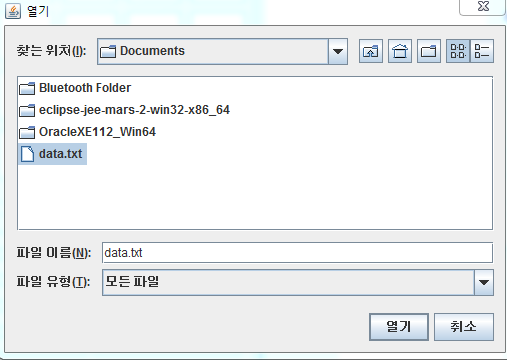 열기
찾는 위치(I): Documents
Bluetooth Folder
eclipse-jee-mars-2-win32-x86_64
OracleXE112_Win64
data.txt
파일 이름(N): data.txt
파일 유형(T): 모든 파일
열기 취소